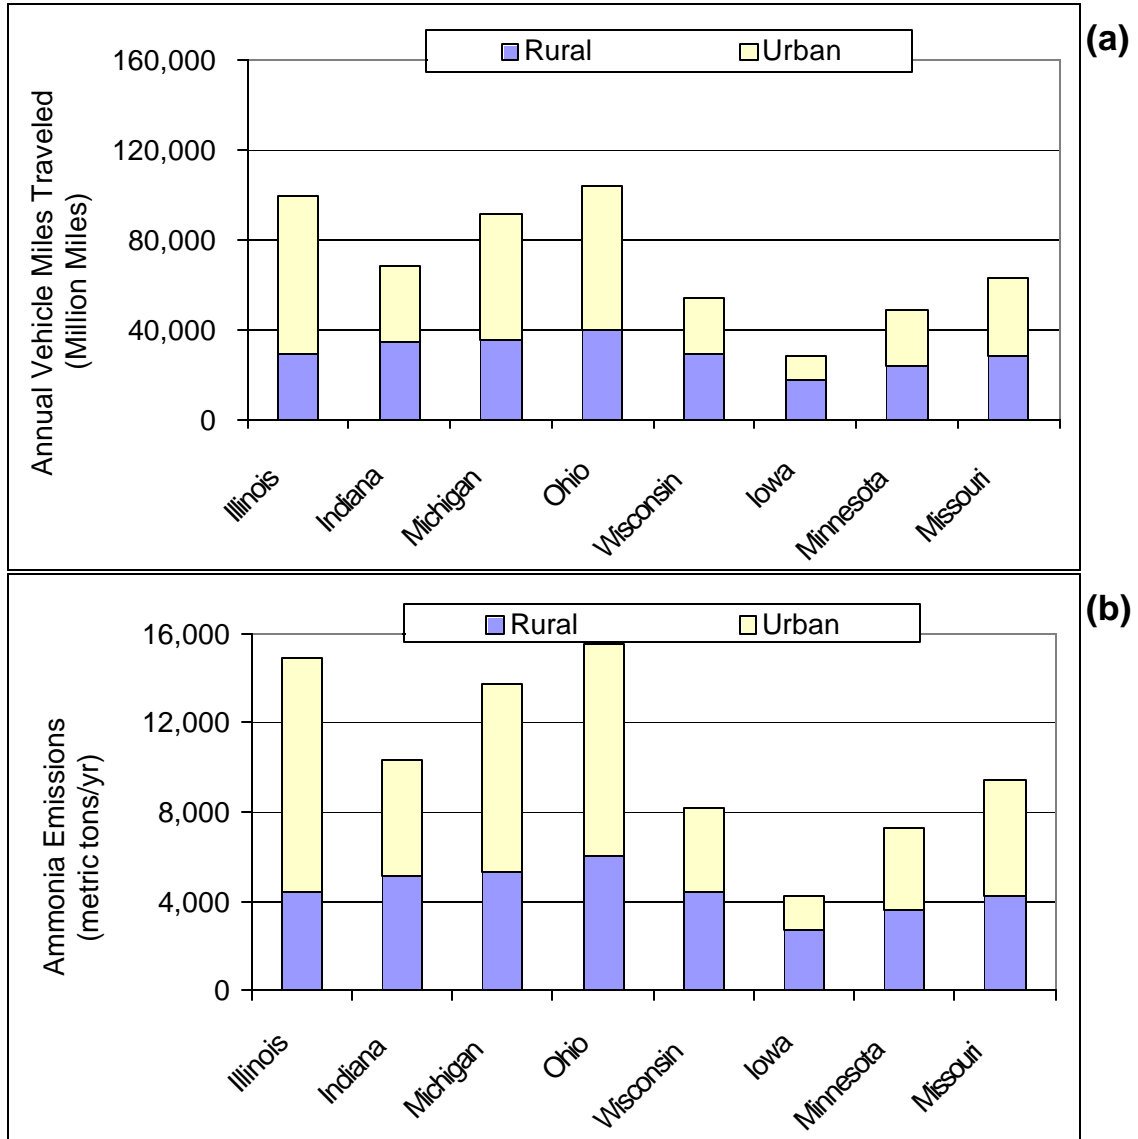 (a)
Rural Urban
160,000
120,000
80,000
40,000
0
Annual Vehicle Miles Traveled
(Million Miles)
Illinois
Indiana
Michigan
Ohio
Wisconsin
Iowa
Minnesota
Missouri
(b)
Rural Urban
16,000
12,000
8,000
4,000
0
Ammonia Emissions
(metric tons/yr)
Illinois
Indiana
Michigan
Ohio
Wisconsin
Iowa
Minnesota
Missouri